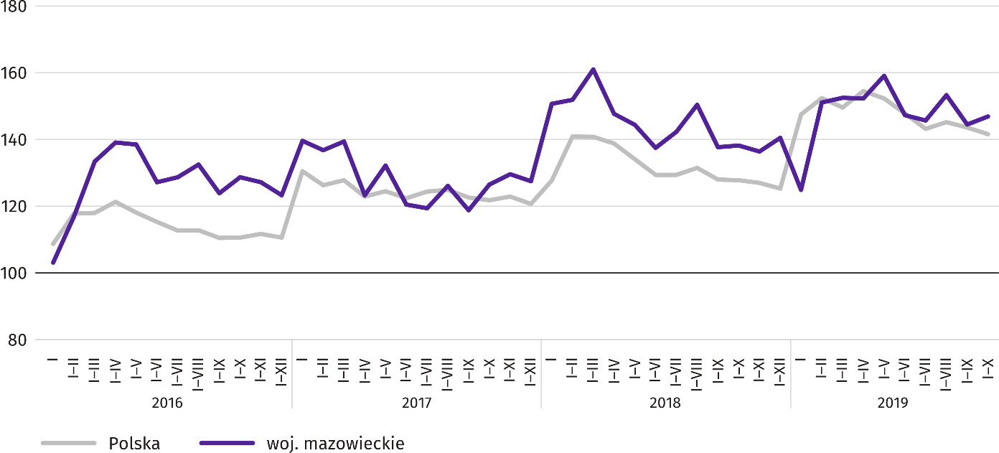 180
160
140
120
100
80
I I–II I–III I–IV I–V I–VI I–VII I–VIII I–IX I–X I–XI I–XII I I–II I–III I–IV I–V I–VI I–VII I–VIII I–IX I–X I–XI I–XII I I–II I–III I–IV I–V I–VI I–VII I–VIII I–IX I–X I–XI I–XII I I–II I–III I–IV I–V I–VI I–VII I–VIII I–IX I–X
2016 2017 2018 2019
Polska woj. mazowieckie